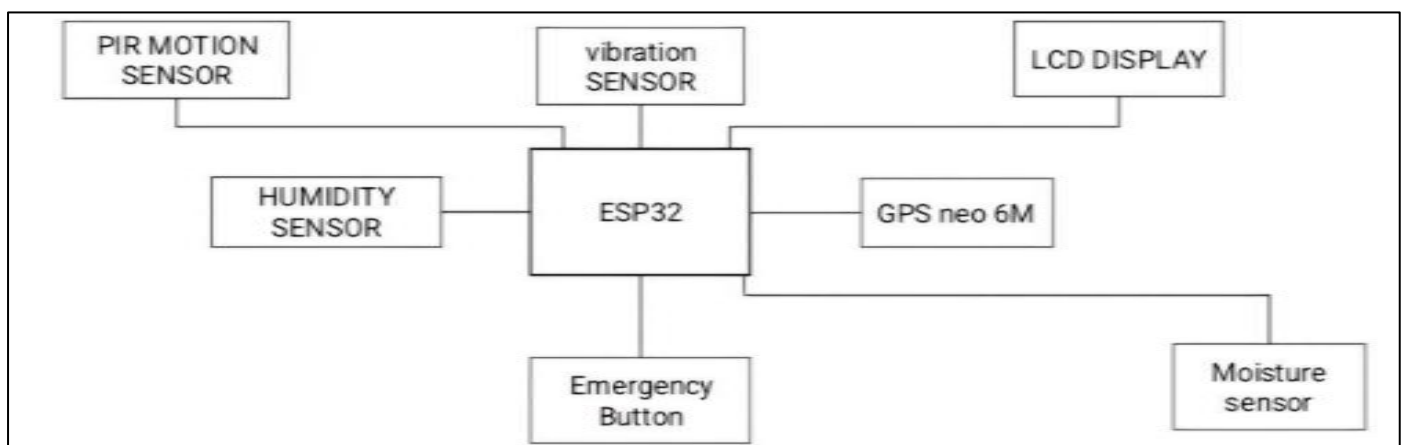 PIR MOTION
SENSOR
vibration
SENSOR
LCD DISPLAY
HUMIDITY
SENSOR
ESP32
GPS neo 6M
Emergency
Button
Moisture
sensor